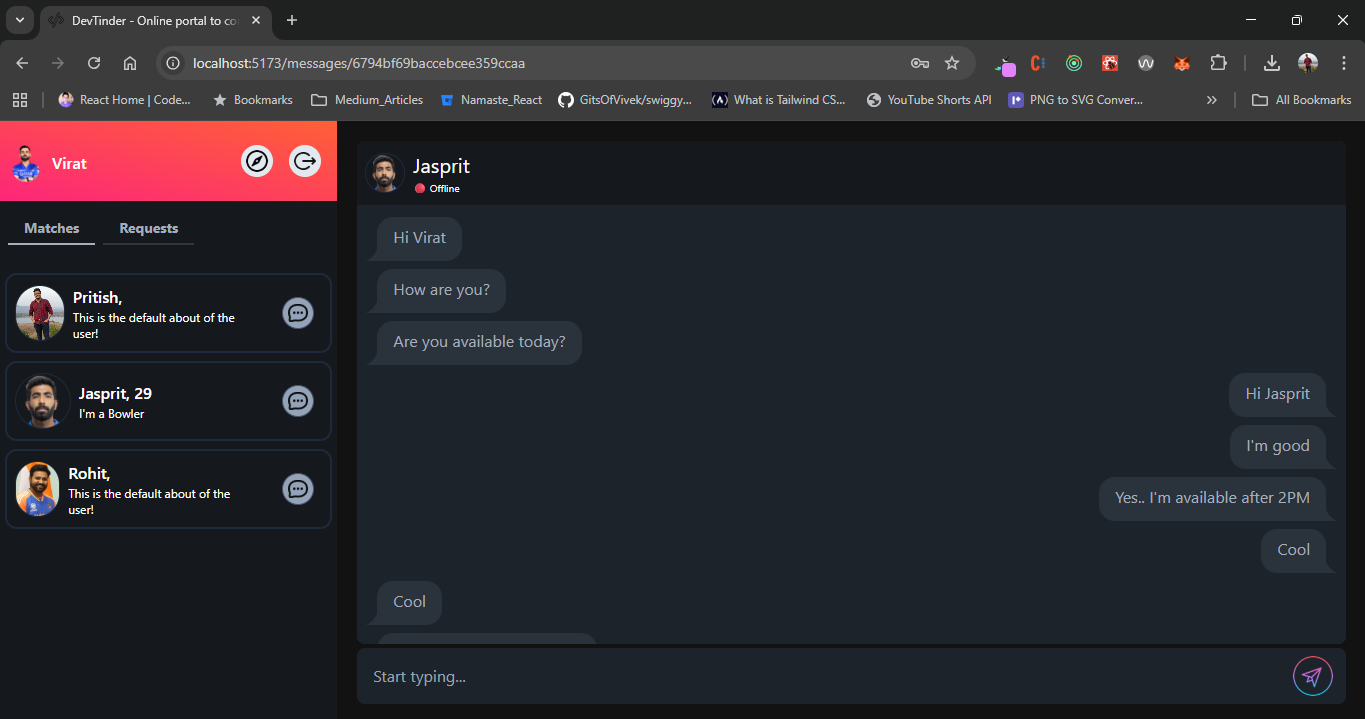 DevTinder - Online portal to co
localhost:5173/messages/6794bf69baccebcee359ccaa
React Home | Code...
Bookmarks
Medium_Articles
Namaste_React
GitsOfVivek/swiggy...
What is Tailwind CS...
YouTube Shorts API
PNG to SVG Conver...
All Bookmarks
Virat
Matches
Requests
Pritish,
This is the default about of the
user!
Jasprit, 29
I'm a Bowler
Rohit,
This is the default about of the
user!
Jasprit
Offline
Hi Virat
How are you?
Are you available today?
Hi Jasprit
I'm good
Yes.. I'm available after 2PM
Cool
Cool
Start typing...